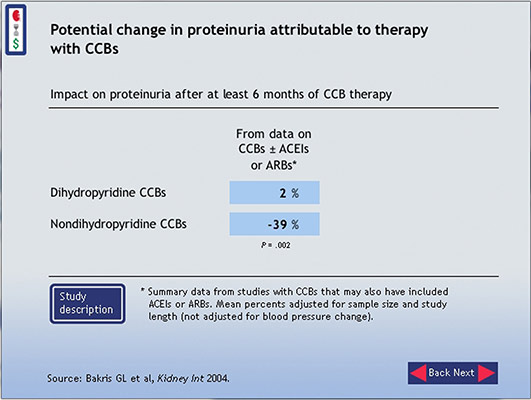 Potential change in proteinuria attributable to therapy
with CCBs
Impact on proteinuria after at least 6 months of CCB therapy
From data on
CCBs ± ACEIs
or ARBs*
Dihydropyridine CCBs 2 %
Nondihydropyridine CCBs -39 %
P = .002
Study
description
* Summary data from studies with CCBs that may also have included
ACEIs or ARBs. Mean percents adjusted for sample size and study
length (not adjusted for blood pressure change).
Source: Bakris GL et al, Kidney Int 2004.
Back Next